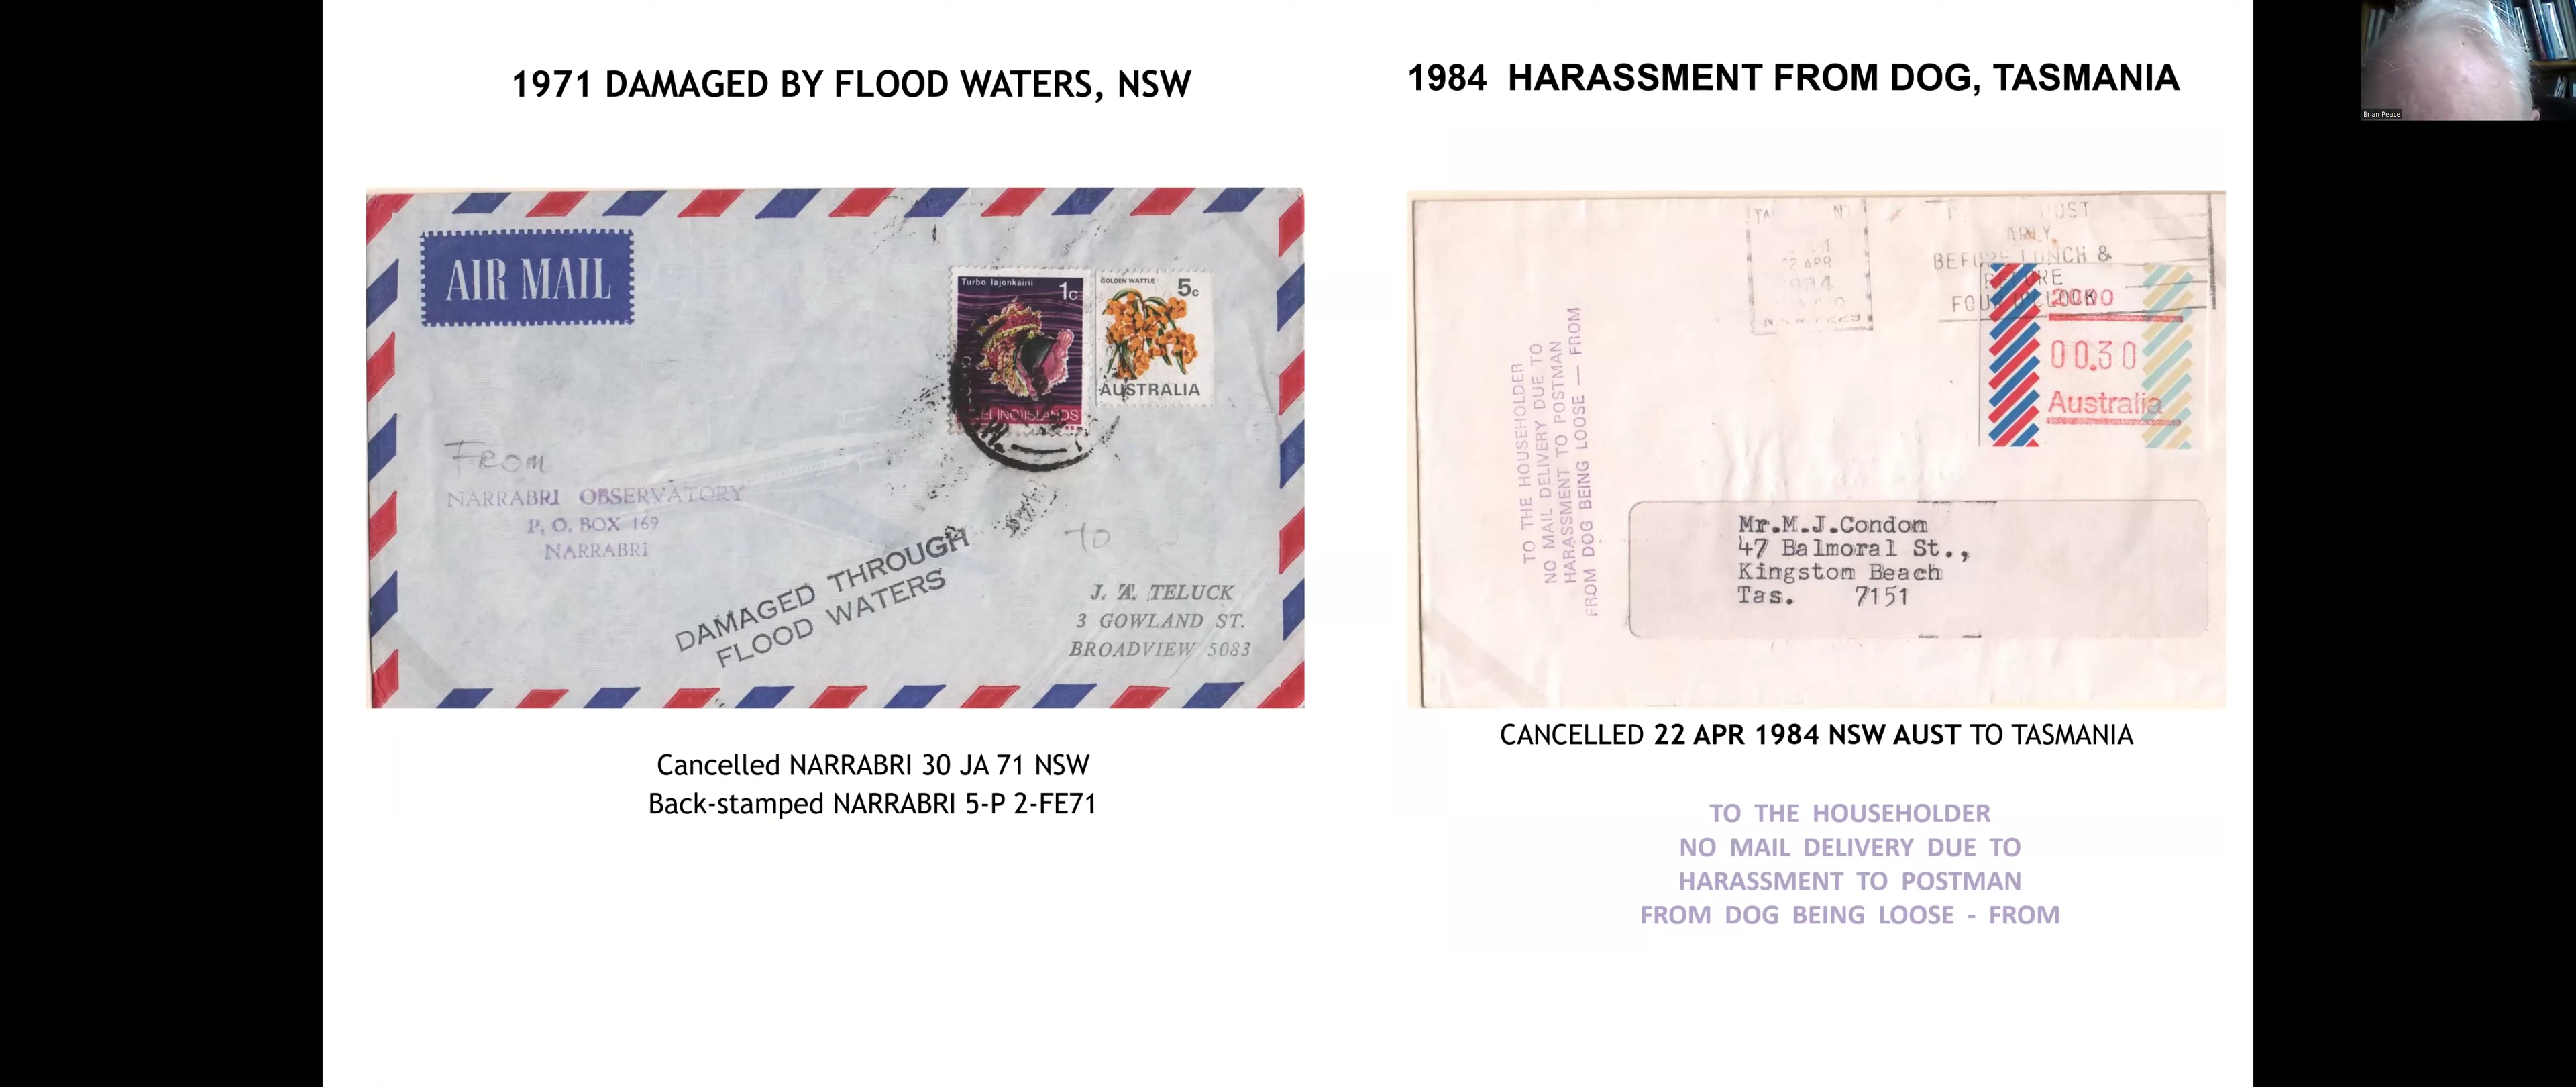 1971 DAMAGED BY FLOOD WATERS, NSW
AIR MAIL
Turbo lajonkairii 1c
GOLDEN WATTLE 5c
AUSTRALIA
ISLANDS
From
NARRABRI OBSERVATORY
P. O. BOX 169
NARRABRI
DAMAGED THROUGH
FLOOD WATERS
TO
J. A. TELUCK
3 GOWLAND ST.
BROADVIEW 5083
Cancelled NARRABRI 30 JA 71 NSW
Back-stamped NARRABRI 5-P 2-FE71
1984 HARASSMENT FROM DOG, TASMANIA
APR
BEFORE LUNCH &
00.30
Australia
TO THE HOUSEHOLDER
NO MAIL DELIVERY DUE TO
HARASSMENT TO POSTMAN
FROM DOG BEING LOOSE — FROM
Mr.M.J.Condon
47 Balmoral St.,
Kingston Beach
Tas. 7151
CANCELLED 22 APR 1984 NSW AUST TO TASMANIA
TO THE HOUSEHOLDER
NO MAIL DELIVERY DUE TO
HARASSMENT TO POSTMAN
FROM DOG BEING LOOSE - FROM
Brian Peace